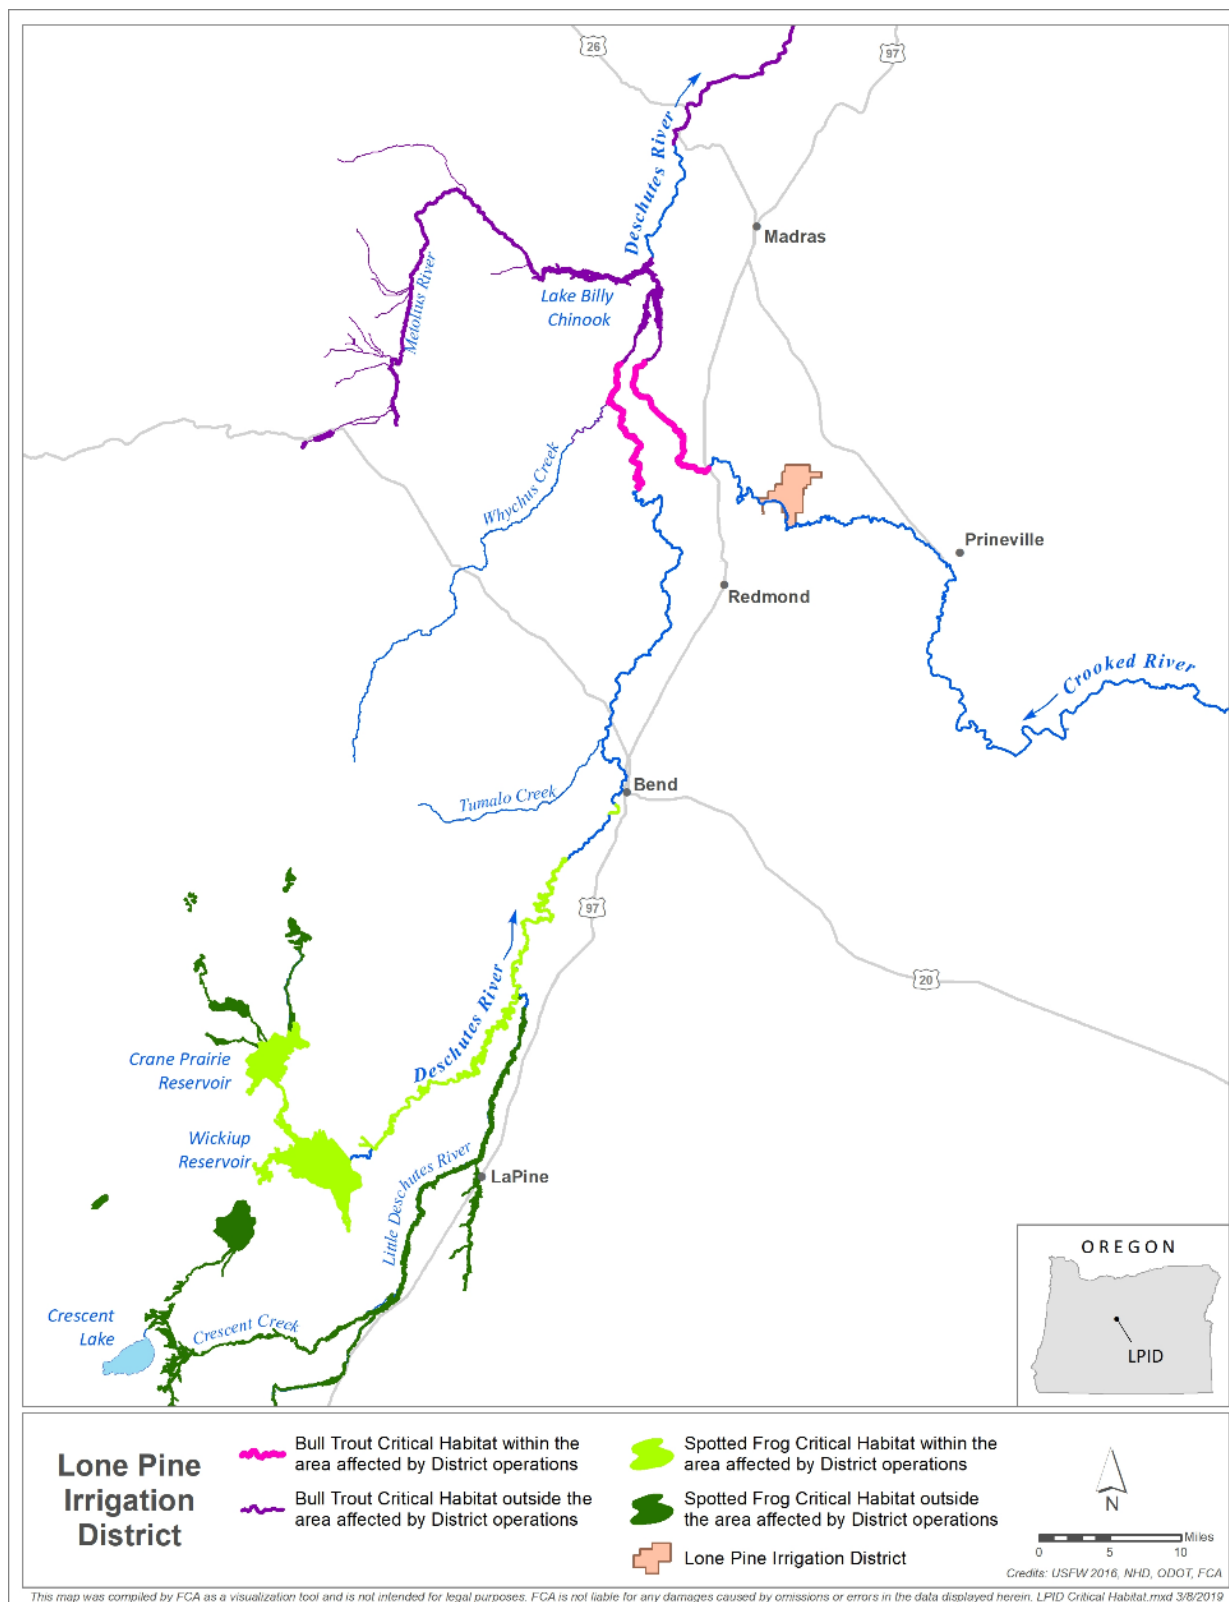 26
97
Deschutes River
Madras
Metolius River
Lake Billy
Chinook
Whychus Creek
Prineville
Redmond
Crooked River
Bend
Tumalo Creek
97
20
Deschutes River
Crane Prairie
Reservoir
Wickiup
Reservoir
LaPine
Little Deschutes River
Crescent
Lake
Crescent Creek
OREGON
LPID
Lone Pine
Irrigation
District
Bull Trout Critical Habitat within the
area affected by District operations
Bull Trout Critical Habitat outside the
area affected by District operations
Spotted Frog Critical Habitat within the
area affected by District operations
Spotted Frog Critical Habitat outside
the area affected by District operations
Lone Pine Irrigation District
N
Miles
0 5 10
Credits: USFW 2016, NHD, ODOT, FCA
This map was compiled by FCA as a visualization tool and is not intended for legal purposes. FCA is not liable for any damages caused by omissions or errors in the data displayed herein. LPID Critical Habitat.mxd 3/8/2019